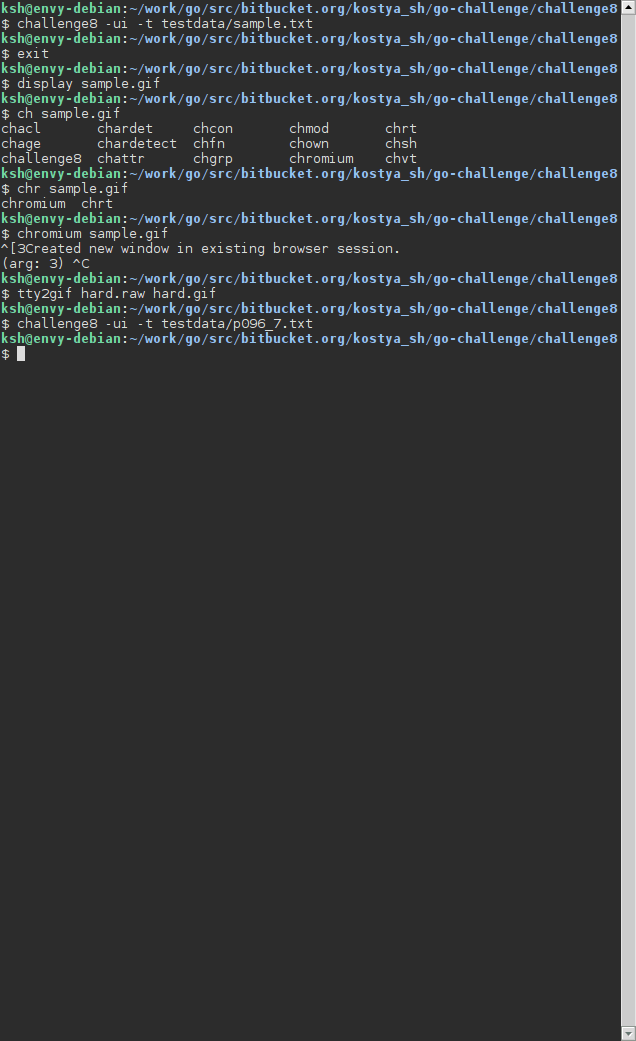 ksh@envy-debian:~/work/go/src/bitbucket.org/kostya_sh/go-challenge/challenge8
$ challenge8 -ui -t testdata/sample.txt
ksh@envy-debian:~/work/go/src/bitbucket.org/kostya_sh/go-challenge/challenge8
$ exit
ksh@envy-debian:~/work/go/src/bitbucket.org/kostya_sh/go-challenge/challenge8
$ display sample.gif
ksh@envy-debian:~/work/go/src/bitbucket.org/kostya_sh/go-challenge/challenge8
$ ch sample.gif
chacl       chardet     chcon       chmod       chrt
chage       chardetect  chfn        chown       chsh
challenge8  chattr      chgrp       chromium    chvt
ksh@envy-debian:~/work/go/src/bitbucket.org/kostya_sh/go-challenge/challenge8
$ chr sample.gif
chromium  chrt
ksh@envy-debian:~/work/go/src/bitbucket.org/kostya_sh/go-challenge/challenge8
$ chromium sample.gif
^[3Created new window in existing browser session.
(arg: 3) ^C
ksh@envy-debian:~/work/go/src/bitbucket.org/kostya_sh/go-challenge/challenge8
$ tty2gif hard.raw hard.gif
ksh@envy-debian:~/work/go/src/bitbucket.org/kostya_sh/go-challenge/challenge8
$ challenge8 -ui -t testdata/p096_7.txt
ksh@envy-debian:~/work/go/src/bitbucket.org/kostya_sh/go-challenge/challenge8
$